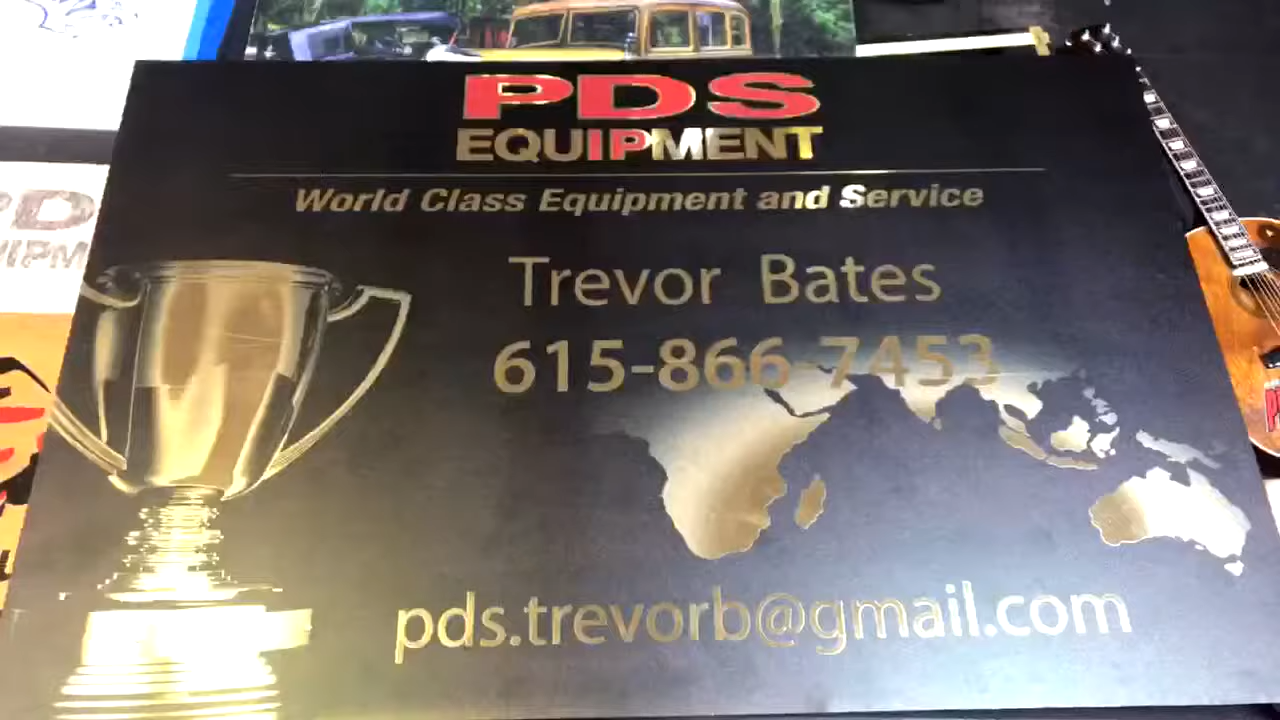 PDS
EQUIPMENT
World Class Equipment and Service
Trevor Bates
615-866-7453
pds.trevorb@gmail.com